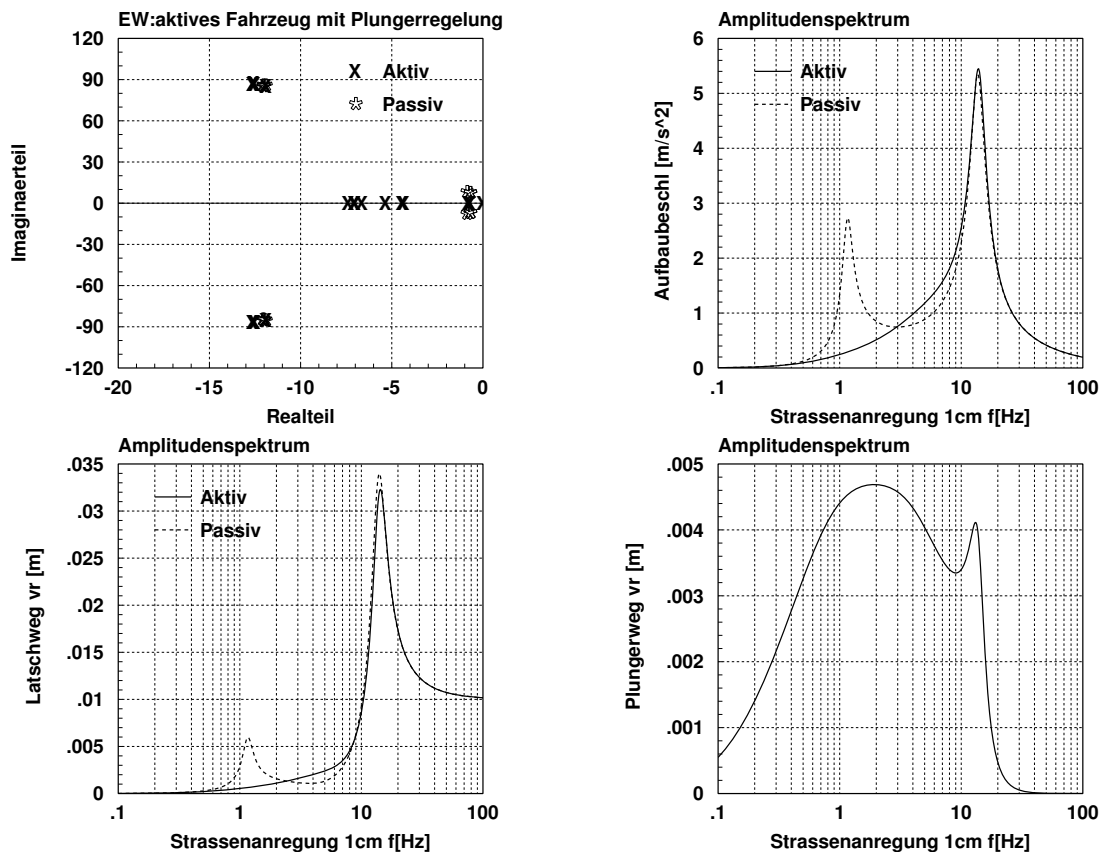 EW:aktives Fahrzeug mit Plungerregelung
120
90
60
30
0
-30
-60
-90
-120
Imaginaerteil
X Aktiv
Passiv
-20 -15 -10 -5 0
Realteil
Amplitudenspektrum
6
5
4
3
2
1
0
Aufbaubeschl [m/s^2]
Aktiv
Passiv
.1 1 10 100
Strassenanregung 1cm f[Hz]
Amplitudenspektrum
.035
.03
.025
.02
.015
.01
.005
0
Latschweg vr [m]
Aktiv
Passiv
.1 1 10 100
Strassenanregung 1cm f[Hz]
Amplitudenspektrum
.005
.004
.003
.002
.001
0
Plungerweg vr [m]
.1 1 10 100
Strassenanregung 1cm f[Hz]